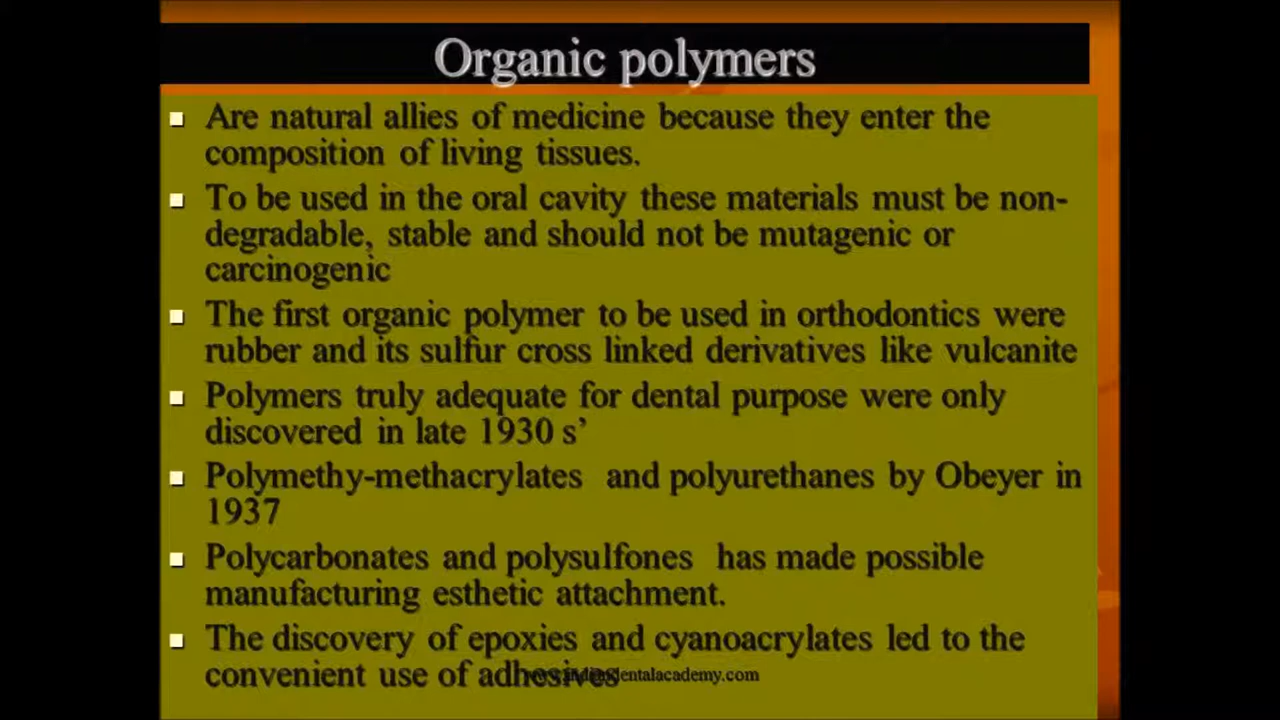 Organic polymers
Are natural allies of medicine because they enter the
composition of living tissues.
To be used in the oral cavity these materials must be non-
degradable, stable and should not be mutagenic or
carcinogenic
The first organic polymer to be used in orthodontics were
rubber and its sulfur cross linked derivatives like vulcanite
Polymers truly adequate for dental purpose were only
discovered in late 1930 s’
Polymethy-methacrylates and polyurethanes by Obeyer in
1937
Polycarbonates and polysulfones has made possible
manufacturing esthetic attachment.
The discovery of epoxies and cyanoacrylates led to the
convenient use of adhesives
www.indiandentalacademy.com